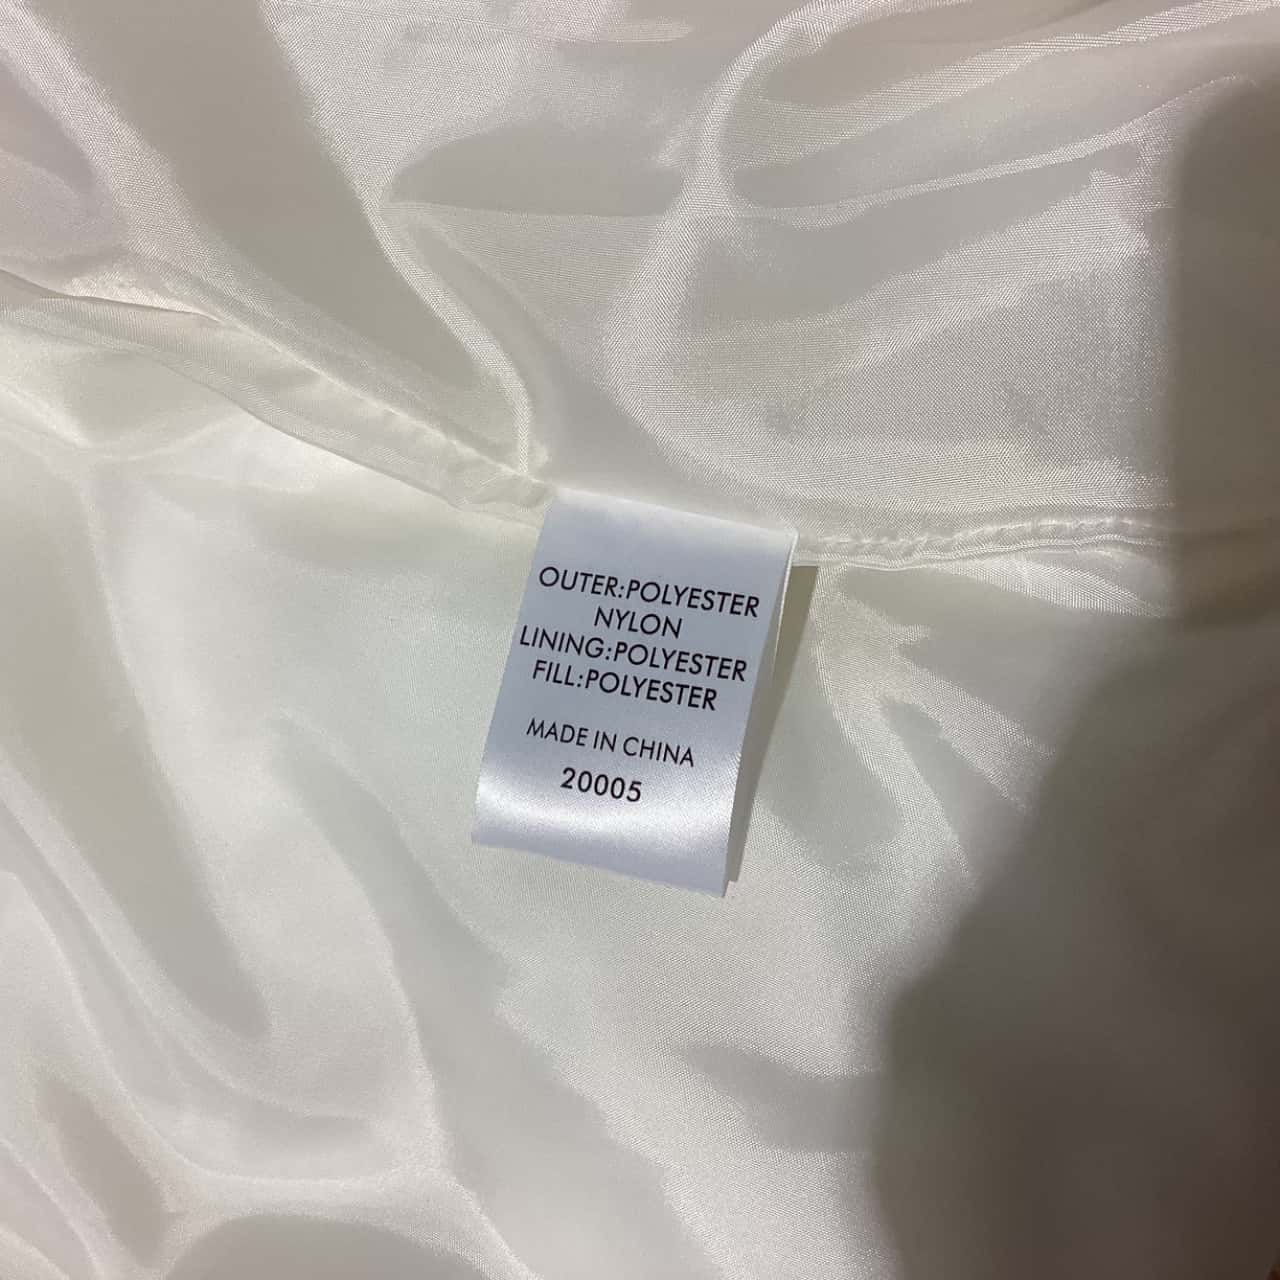 OUTER:POLYESTER
NYLON
LINING:POLYESTER
FILL:POLYESTER
MADE IN CHINA
20005